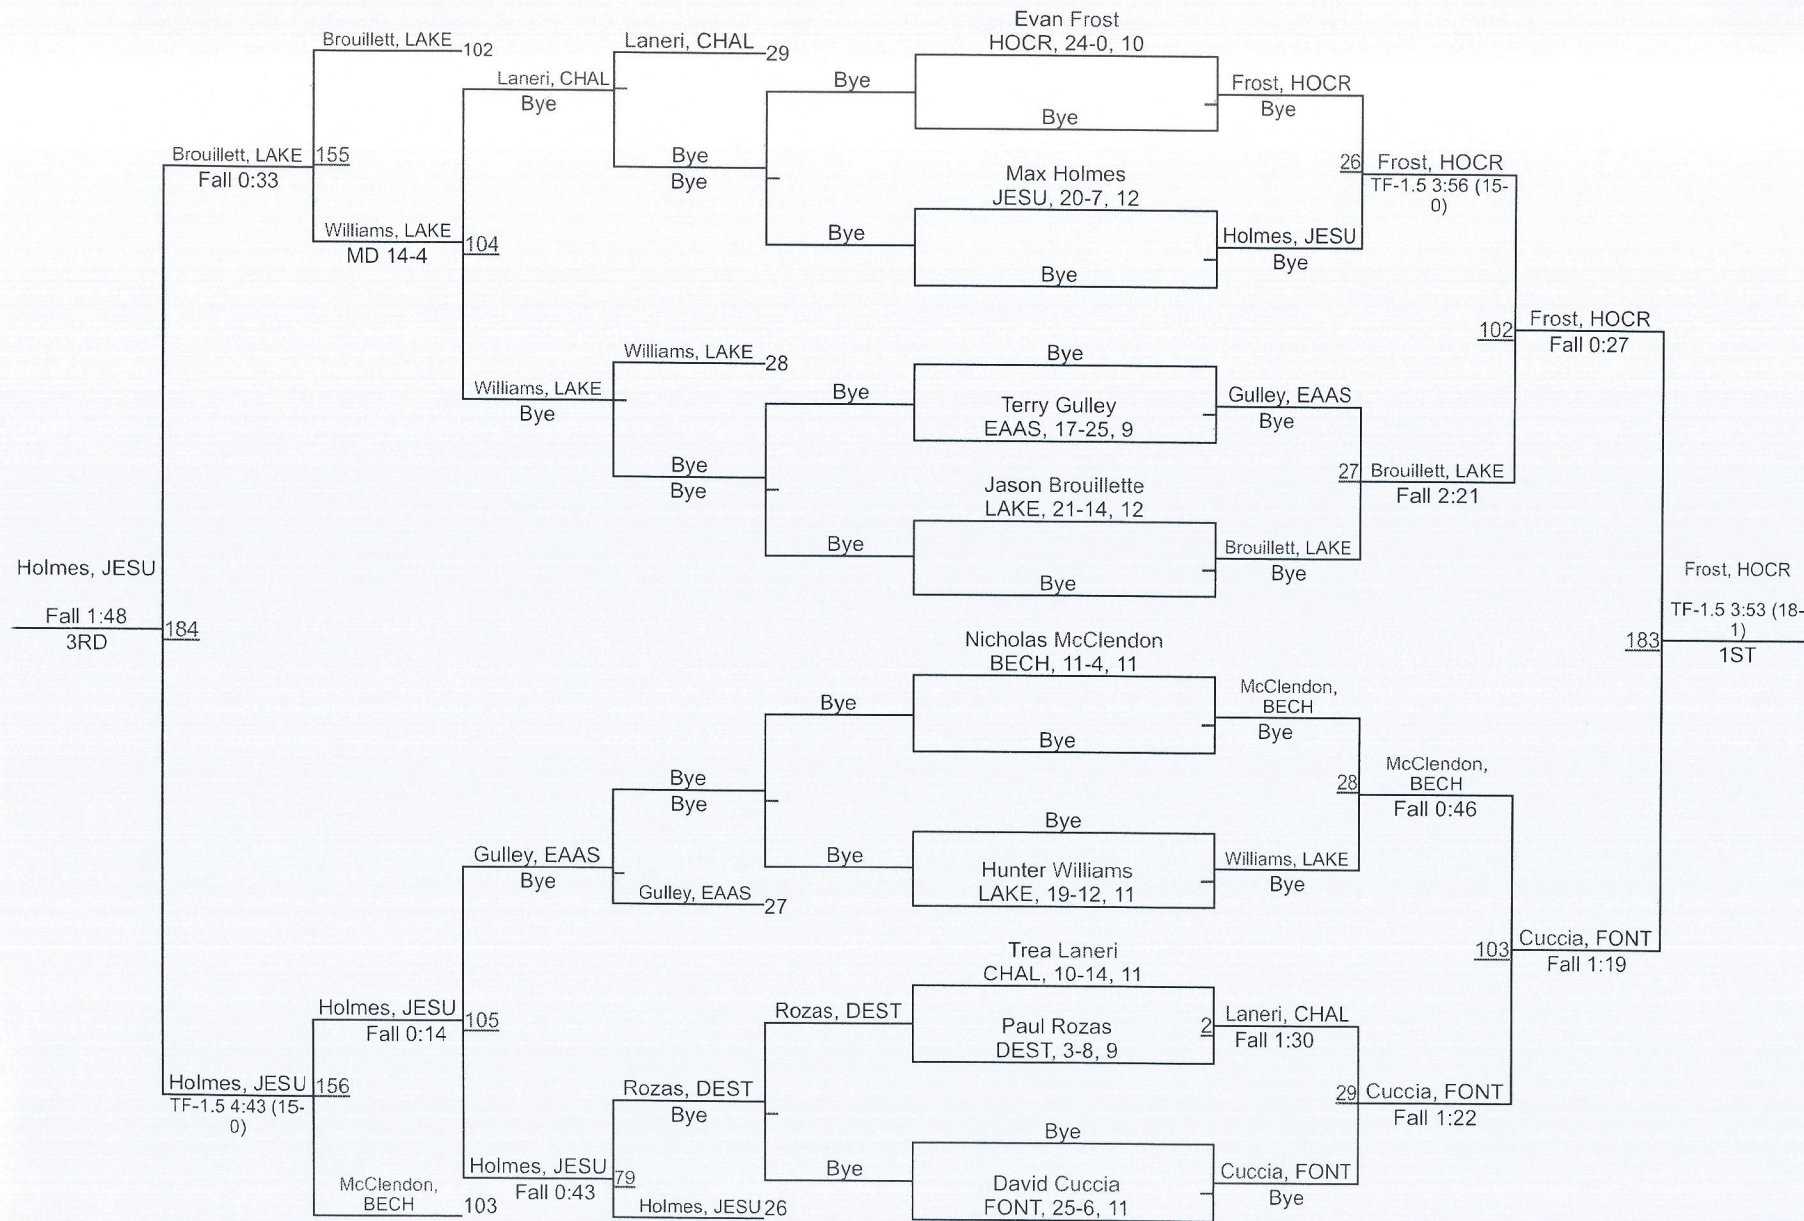 Evan Frost
HOCR, 24-0, 10
Bye
Max Holmes
JESU, 20-7, 12
Bye
Bye
Terry Gulley
EAAS, 17-25, 9
Jason Brouillette
LAKE, 21-14, 12
Bye
Nicholas McClendon
BECH, 11-4, 11
Bye
Bye
Hunter Williams
LAKE, 19-12, 11
Trea Laneri
CHAL, 10-14, 11
Paul Rozas
DEST, 3-8, 9
2
Bye
David Cuccia
FONT, 25-6, 11
Frost, HOCR
Bye
Holmes, JESU
Bye
Gulley, EAAS
Bye
Brouillett, LAKE
Bye
McClendon,
BECH
Bye
Williams, LAKE
Bye
Laneri, CHAL
Fall 1:30
Cuccia, FONT
Bye
26
Frost, HOCR
TF-1.5 3:56 (15-
0)
27
Brouillett, LAKE
Fall 2:21
28
McClendon,
BECH
Fall 0:46
29
Cuccia, FONT
Fall 1:22
102
Frost, HOCR
Fall 0:27
103
Cuccia, FONT
Fall 1:19
Frost, HOCR
TF-1.5 3:53 (18-
1)
183
1ST
Bye
Bye
Bye
Bye
Bye
Bye
Rozas, DEST
Bye
Laneri, CHAL
29
Bye
Bye
Williams, LAKE
28
Bye
Bye
Bye
Bye
Gulley, EAAS
27
Rozas, DEST
Bye
Holmes, JESU
26
Laneri, CHAL
Bye
Williams, LAKE
Bye
Gulley, EAAS
Bye
Holmes, JESU
Fall 0:43
79
Brouillett, LAKE
102
Williams, LAKE
MD 14-4
104
Holmes, JESU
Fall 0:14
105
McClendon,
BECH
103
Brouillett, LAKE
Fall 0:33
155
Holmes, JESU
TF-1.5 4:43 (15-
0)
156
Holmes, JESU
Fall 1:48
3RD
184